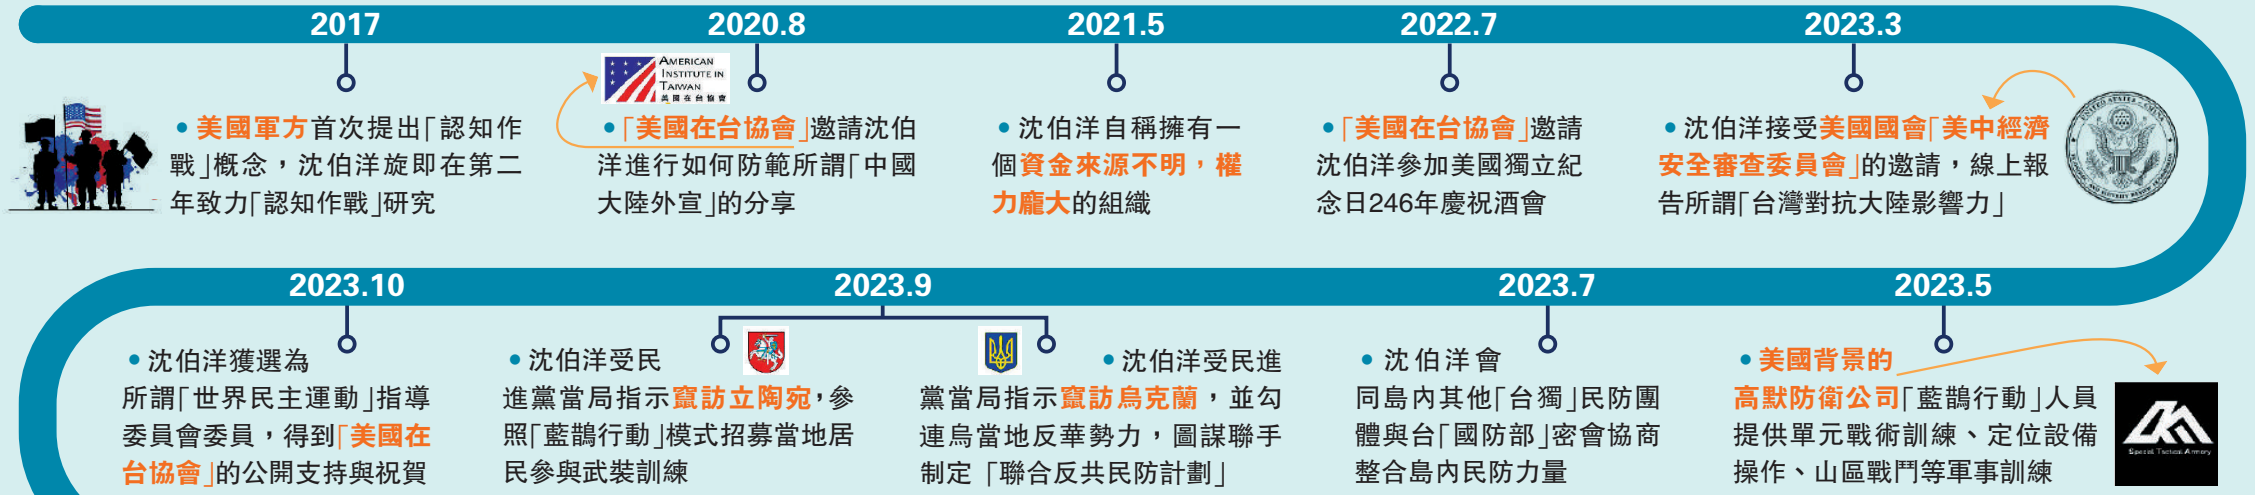 2017
2020.8
2021.5
2022.7
2023.3
AMERICAN
INSTITUTE IN
TAIWAN
美國在台協會
•美國軍方首次提出「認知作
戰」概念，沈伯洋旋即在第二
年致力「認知作戰」研究
•「美國在台協會」邀請沈伯
洋進行如何防範所謂「中國
大陸外宣」的分享
•沈伯洋自稱擁有一
個資金來源不明，權
力龐大的組織
•「美國在台協會」邀請
沈伯洋參加美國獨立紀
念日246年慶祝酒會
•沈伯洋接受美國國會「美中經濟
安全審查委員會」的邀請，線上報
告所謂「台灣對抗大陸影響力」
2023.10
2023.9
2023.7
2023.5
•沈伯洋獲選為
所謂「世界民主運動」指導
委員會委員，得到「美國在
台協會」的公開支持與祝賀
•沈伯洋受民
進黨當局指示竄訪立陶宛，參
照「藍鵲行動」模式招募當地居
民參與武裝訓練
•沈伯洋受民進
黨當局指示竄訪烏克蘭，並勾
連烏當地反華勢力，圖謀聯手
制定「聯合反共民防計劃」
•沈伯洋會
同島內其他「台獨」民防團
體與台「國防部」密會協商
整合島內民防力量
•美國背景的
高默防衛公司「藍鵲行動」人員
提供單元戰術訓練、定位設備
操作、山區戰鬥等軍事訓練
Special Tactical Armory